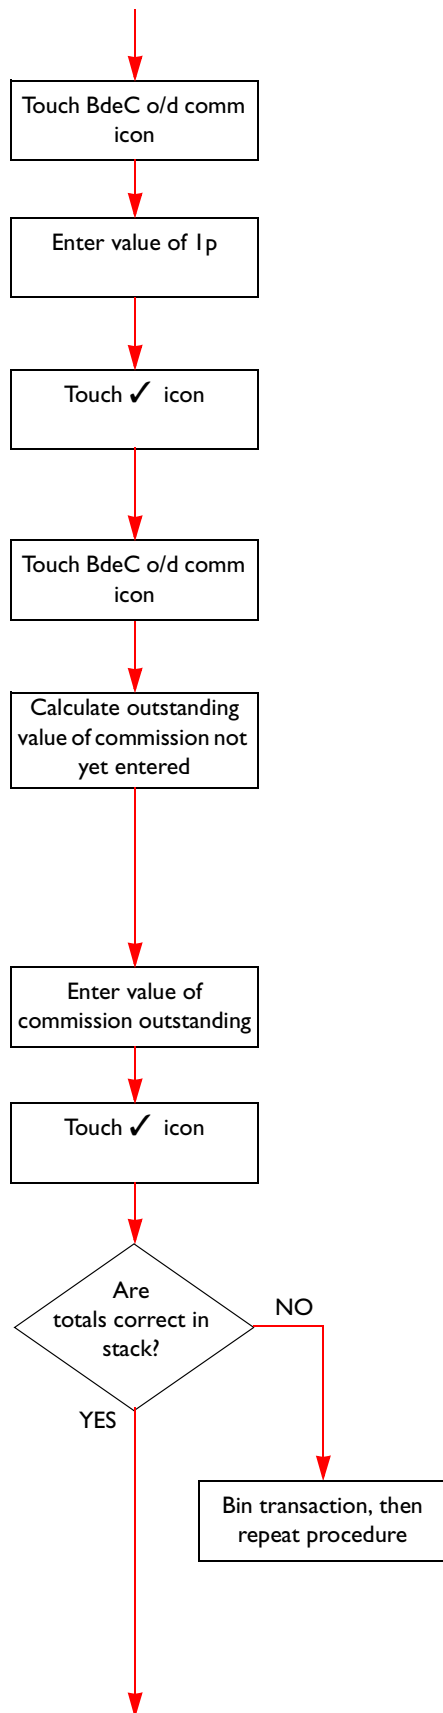 Touch BdeC o/d comm
icon
Enter value of 1p
Touch ✓ icon
Touch BdeC o/d comm
icon
Calculate outstanding
value of commission not
yet entered
Enter value of
commission outstanding
Touch ✓ icon
Are
totals correct in
stack?
NO
YES
Bin transaction, then
repeat procedure